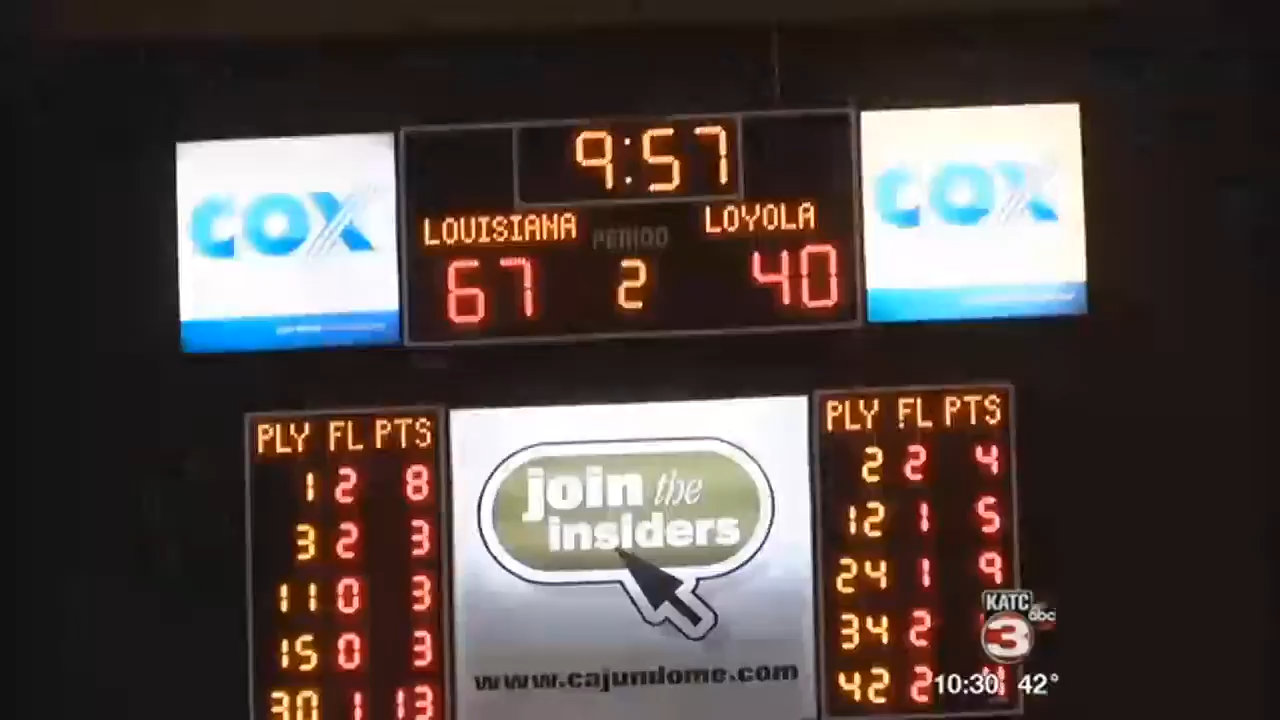 COX
9:57
LOUISIANA PERIOD LOYOLA
67 2 40
COX
PLY FL PTS
1 2 8
3 2 3
11 0 3
15 0 3
30 1 13
join the
insiders
www.cajundome.com
PLY FL PTS
2 2 4
12 1 5
24 1 9
34 2
42 2 4
KATC abc
3
10:30 42°